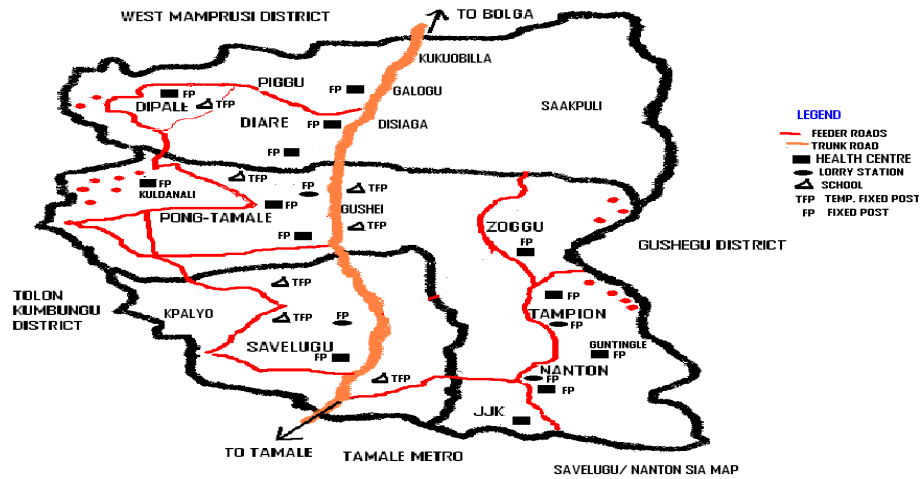 WEST MAMPRUSI DISTRICT
TO BOLGA
KUKUOBILLA
PIGGU
FP
GALOGU
DIPALE
FP
TFP
SAAKPULI
DIARE
FP
DISIAGA
LEGEND
FEEDER ROADS
TRUNK ROAD
HEALTH CENTRE
LORRY STATION
SCHOOL
TFP TEMP. FIXED POST
FP FIXED POST
FP
TFP
FP
TFP
FP
KULDANALI
PONG-TAMALE
FP
GUSHEI
TFP
FP
ZOGGU
FP
GUSHEGU DISTRICT
TOLON
KUMBUNGU
DISTRICT
KPALYO
TFP
TFP
FP
SAVELUGU
FP
TFP
FP
TAMPION
FP
GUNTINGLE
FP
NANTON
FP
FP
JJK
TO TAMALE
TAMALE METRO
SAVELUGU/ NANTON SIA MAP